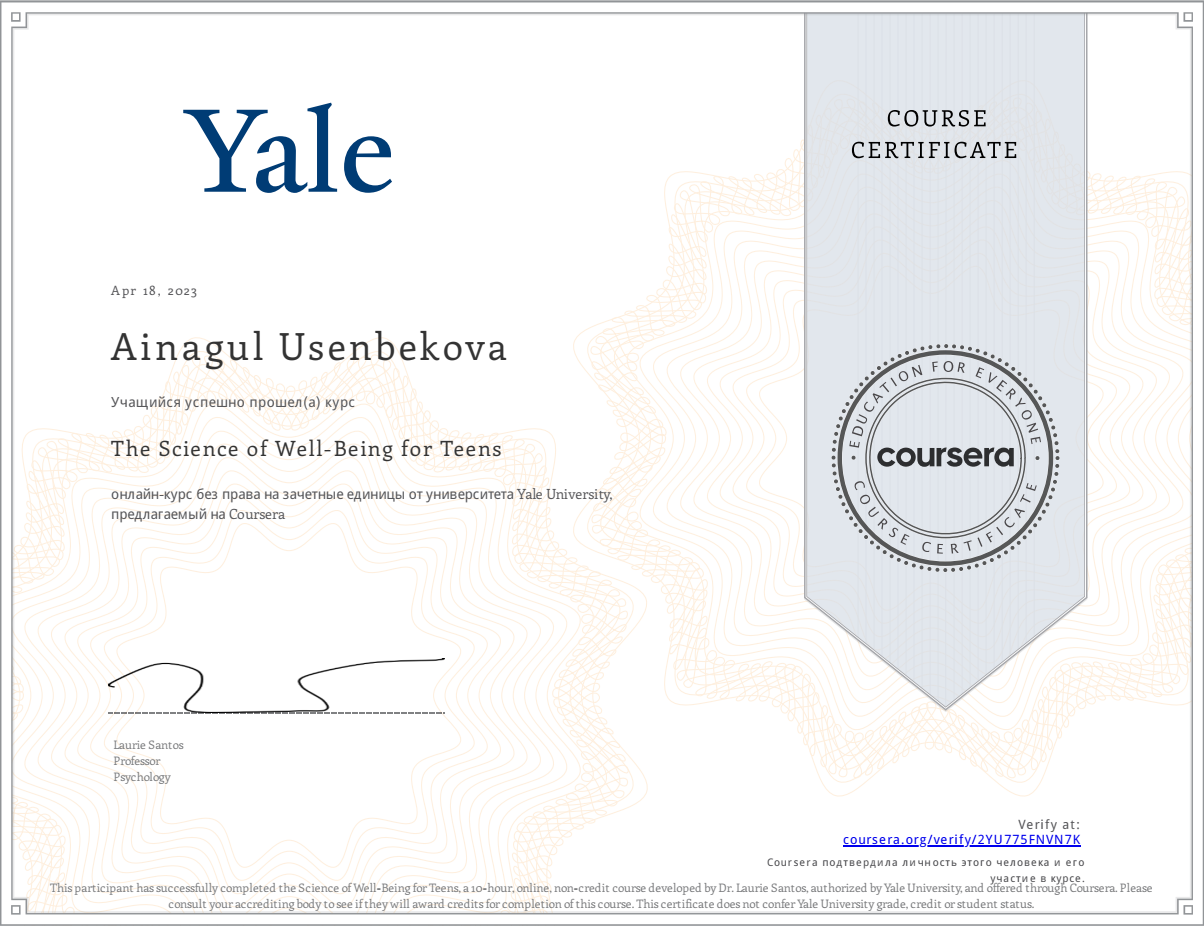 Yale
COURSE
CERTIFICATE
Apr 18, 2023
Ainagul Usenbekova
Учащийся успешно прошел(а) курс
The Science of Well-Being for Teens
онлайн-курс без права на зачетные единицы от университета Yale University,
предлагаемый на Coursera
EDUCATION FOR EVERYONE
coursera
COURSE CERTIFICATE
Laurie Santos
Professor
Psychology
Verify at:
coursera.org/verify/2YU775FNVN7K
Coursera подтвердила личность этого человека и его
участие в курсе.
This participant has successfully completed the Science of Well-Being for Teens, a 10-hour, online, non-credit course developed by Dr. Laurie Santos, authorized by Yale University, and offered through Coursera. Please
consult your accrediting body to see if they will award credits for completion of this course. This certificate does not confer Yale University grade, credit or student status.